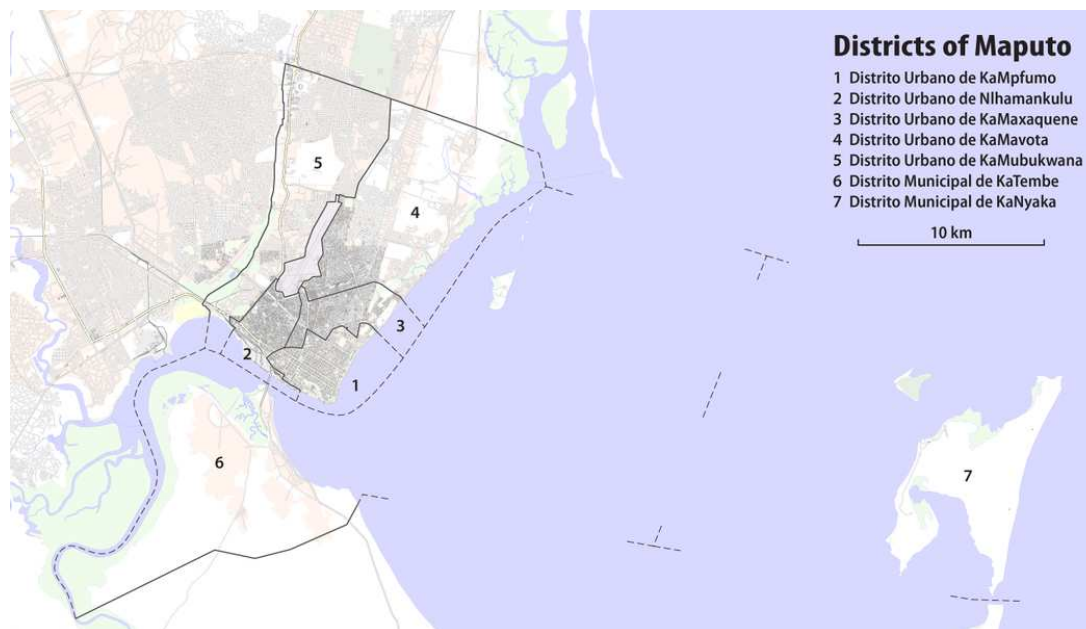 Districts of Maputo
1 Distrito Urbano de KaMpfumo
2 Distrito Urbano de Nlhamankulu
3 Distrito Urbano de KaMaxaquene
4 Distrito Urbano de KaMavota
5 Distrito Urbano de KaMubukwana
6 Distrito Municipal de KaTembe
7 Distrito Municipal de KaNyaka
10 km
5
4
3
2
1
6
7